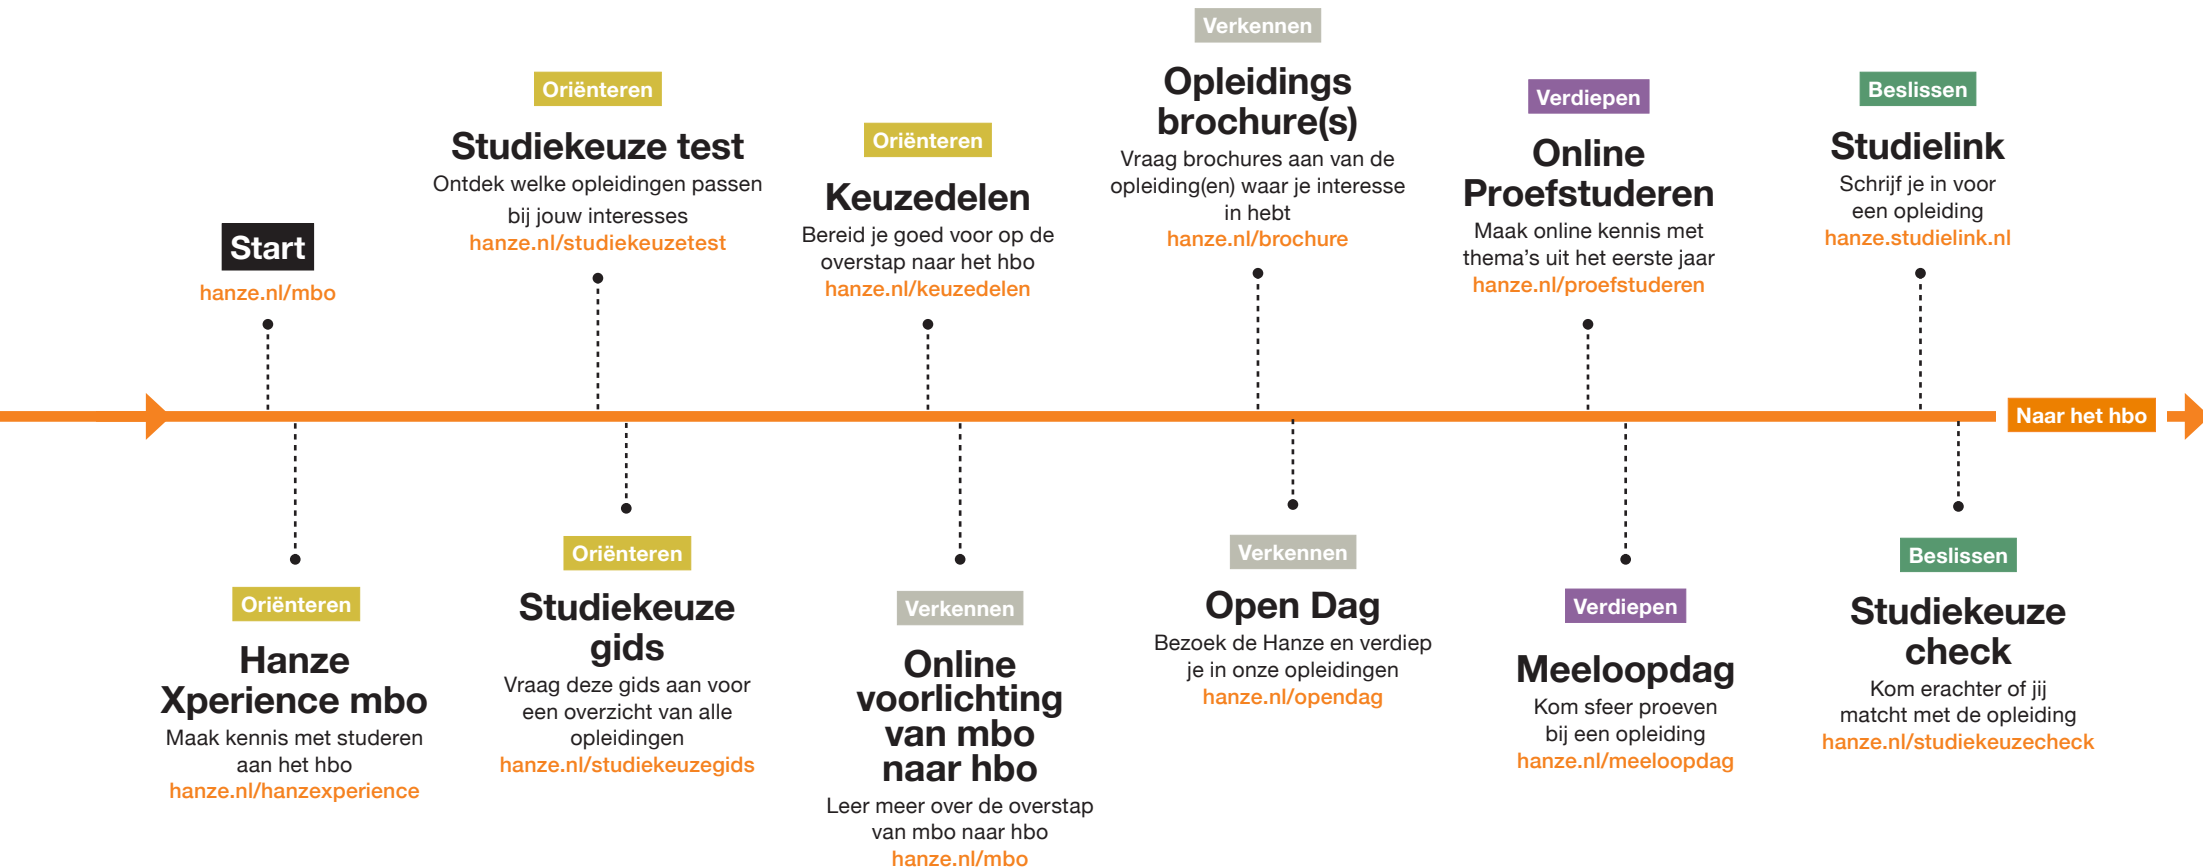 Start
hanze.nl/mbo
Oriënteren
Hanze
Xperience mbo
Maak kennis met studeren
aan het hbo
hanze.nl/hanzexperience
Oriënteren
Studiekeuze test
Ontdek welke opleidingen passen
bij jouw interesses
hanze.nl/studiekeuzetest
Oriënteren
Studiekeuze
gids
Vraag deze gids aan voor
een overzicht van alle
opleidingen
hanze.nl/studiekeuzegids
Oriënteren
Keuzedelen
Bereid je goed voor op de
overstap naar het hbo
hanze.nl/keuzedelen
Verkennen
Online
voorlichting
van mbo
naar hbo
Leer meer over de overstap
van mbo naar hbo
hanze.nl/mbo
Verkennen
Opleidings
brochure(s)
Vraag brochures aan van de
opleiding(en) waar je interesse
in hebt
hanze.nl/brochure
Verkennen
Open Dag
Bezoek de Hanze en verdiep
je in onze opleidingen
hanze.nl/opendag
Verdiepen
Online
Proefstuderen
Maak online kennis met
thema's uit het eerste jaar
hanze.nl/proefstuderen
Verdiepen
Meeloopdag
Kom sfeer proeven
bij een opleiding
hanze.nl/meeloopdag
Beslissen
Studielink
Schrijf je in voor
een opleiding
hanze.studielink.nl
Beslissen
Studiekeuze
check
Kom erachter of jij
matcht met de opleiding
hanze.nl/studiekeuzecheck
Naar het hbo